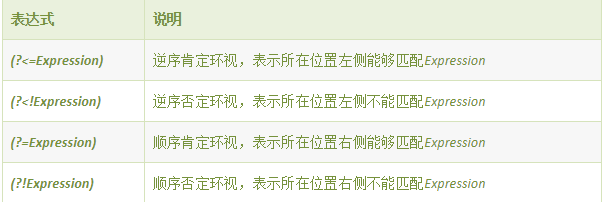 表达式 说明
(?<=Expression) 逆序肯定环视，表示所在位置左侧能够匹配Expression
(?<!Expression) 逆序否定环视，表示所在位置左侧不能匹配Expression
(?=Expression) 顺序肯定环视，表示所在位置右侧能够匹配Expression
(?!Expression) 顺序否定环视，表示所在位置右侧不能匹配Expression